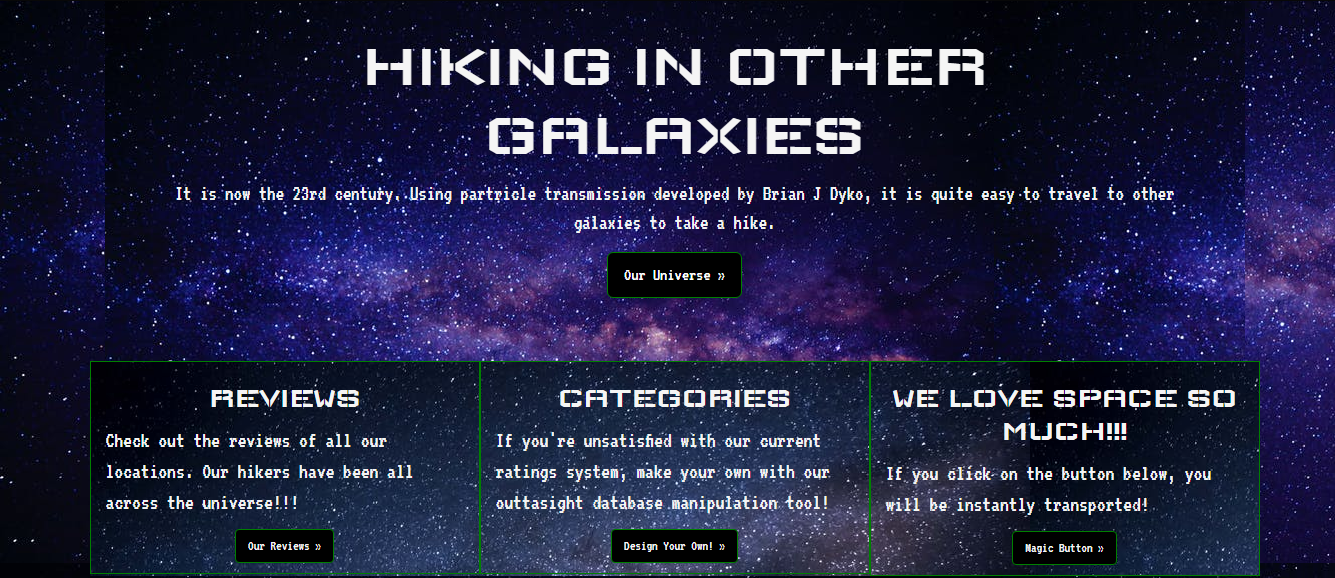 HIKING IN OTHER
GALAXIES
It is now the 23rd century. Using partricle transmission developed by Brian J Dyko, it is quite easy to travel to other
galaxies to take a hike.
Our Universe »
REVIEWS
Check out the reviews of all our
locations. Our hikers have been all
across the universe!!!
Our Reviews »
CATEGORIES
If you're unsatisfied with our current
ratings system, make your own with our
outtasight database manipulation tool!
Design Your Own! »
WE LOVE SPACE SO
MUCH!!!
If you click on the button below, you
will be instantly transported!
Magic Button »